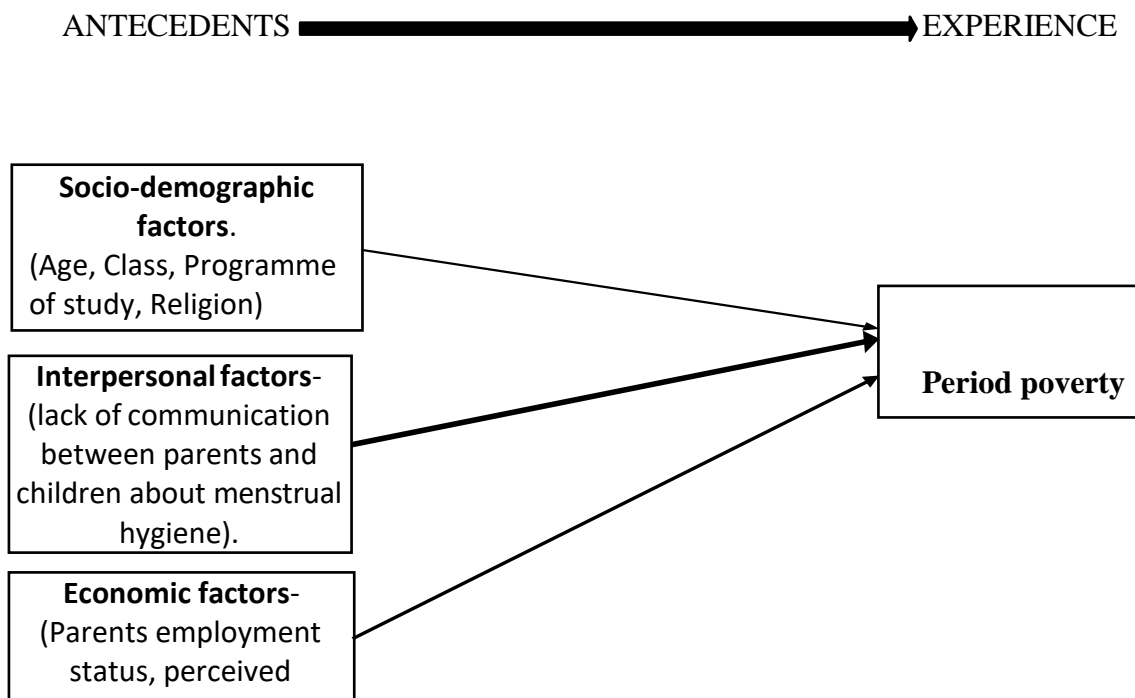 ANTECEDENTS EXPERIENCE
Socio-demographic
factors.
(Age, Class, Programme
of study, Religion)
Interpersonal factors-
(lack of communication
between parents and
children about menstrual
hygiene).
Economic factors-
(Parents employment
status, perceived
Period poverty